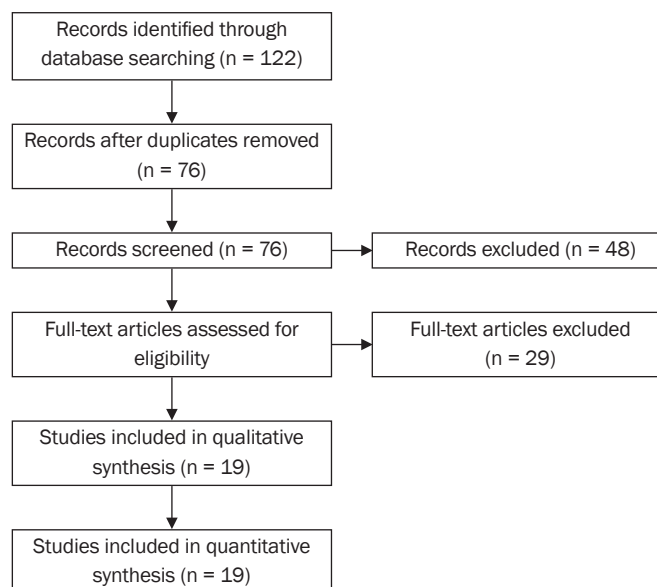 Records identified through
database searching (n = 122)
Records after duplicates removed
(n = 76)
Records screened (n = 76)
Records excluded (n = 48)
Full-text articles assessed for
eligibility
Full-text articles excluded
(n = 29)
Studies included in qualitative
synthesis (n = 19)
Studies included in quantitative
synthesis (n = 19)